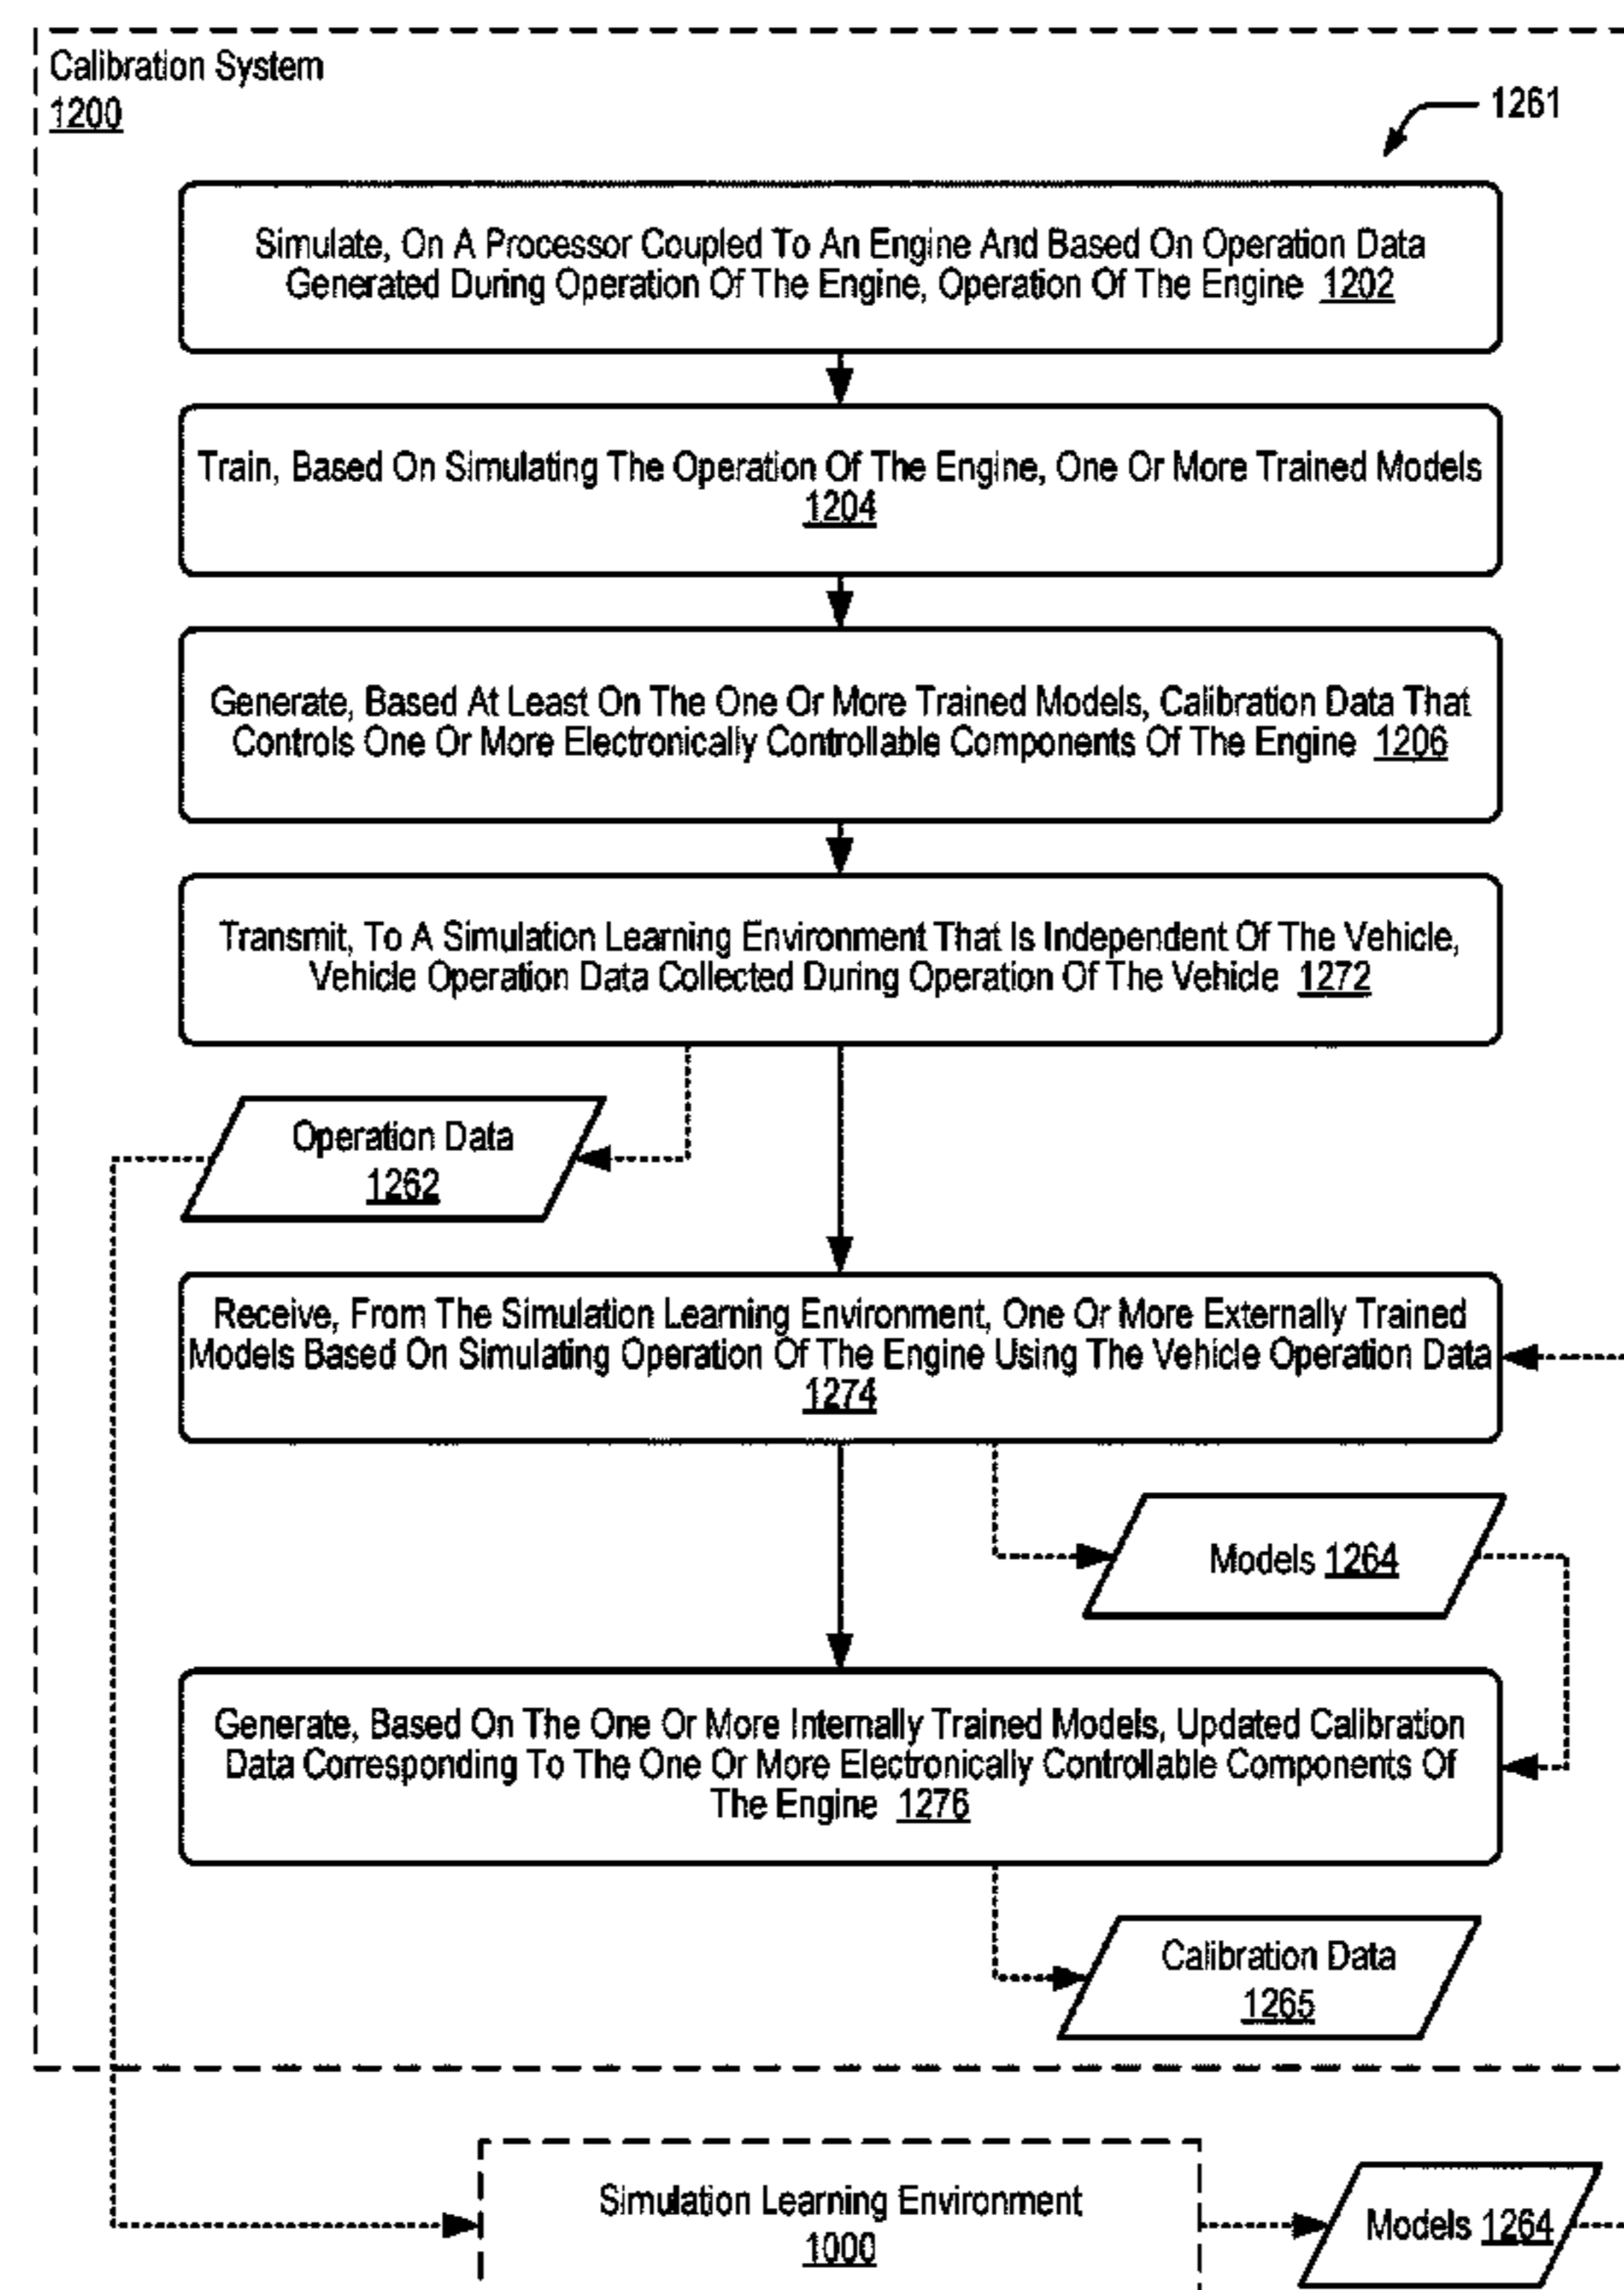 Calibration System
1200
1261
Simulate, On A Processor Coupled To An Engine And Based On Operation Data
Generated During Operation Of The Engine, Operation Of The Engine 1202
Train, Based On Simulating The Operation Of The Engine, One Or More Trained Models
1204
Generate, Based At Least On The One Or More Trained Models, Calibration Data That
Controls One Or More Electronically Controllable Components Of The Engine 1206
Transmit, To A Simulation Learning Environment That Is Independent Of The Vehicle,
Vehicle Operation Data Collected During Operation Of The Vehicle 1272
Operation Data
1262
Receive, From The Simulation Learning Environment, One Or More Externally Trained
Models Based On Simulating Operation Of The Engine Using The Vehicle Operation Data
1274
Models 1264
Generate, Based On The One Or More Internally Trained Models, Updated Calibration
Data Corresponding To The One Or More Electronically Controllable Components Of
The Engine 1276
Calibration Data
1265
Simulation Learning Environment
1000
Models 1264